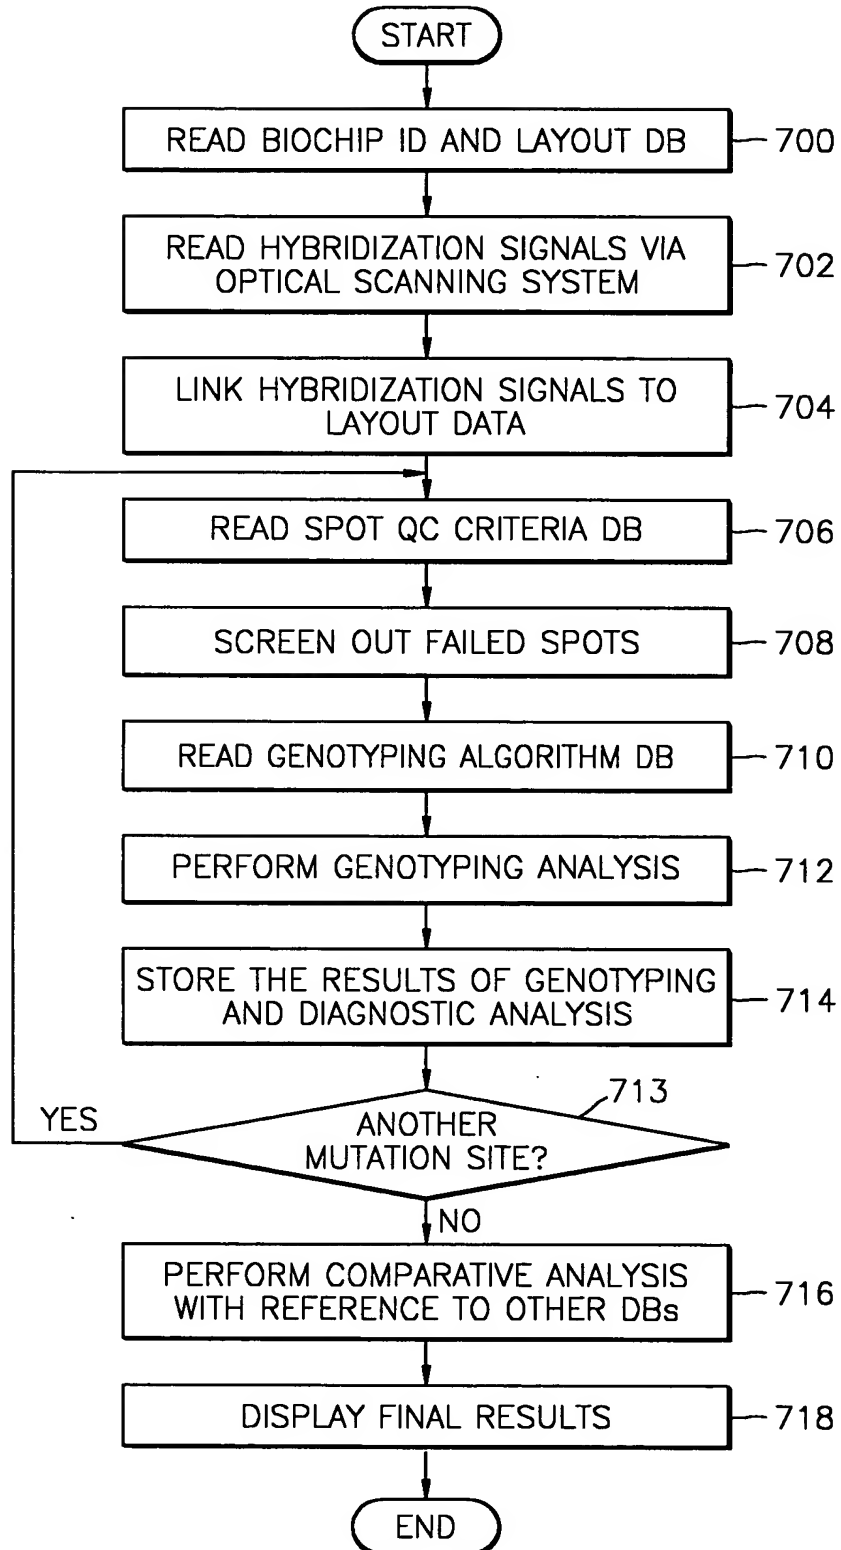 START
READ BIOCHIP ID AND LAYOUT DB
700
READ HYBRIDIZATION SIGNALS VIA
OPTICAL SCANNING SYSTEM
702
LINK HYBRIDIZATION SIGNALS TO
LAYOUT DATA
704
READ SPOT QC CRITERIA DB
706
SCREEN OUT FAILED SPOTS
708
READ GENOTYPING ALGORITHM DB
710
PERFORM GENOTYPING ANALYSIS
712
STORE THE RESULTS OF GENOTYPING
AND DIAGNOSTIC ANALYSIS
714
713
YES
ANOTHER
MUTATION SITE?
NO
PERFORM COMPARATIVE ANALYSIS
WITH REFERENCE TO OTHER DBs
716
DISPLAY FINAL RESULTS
718
END